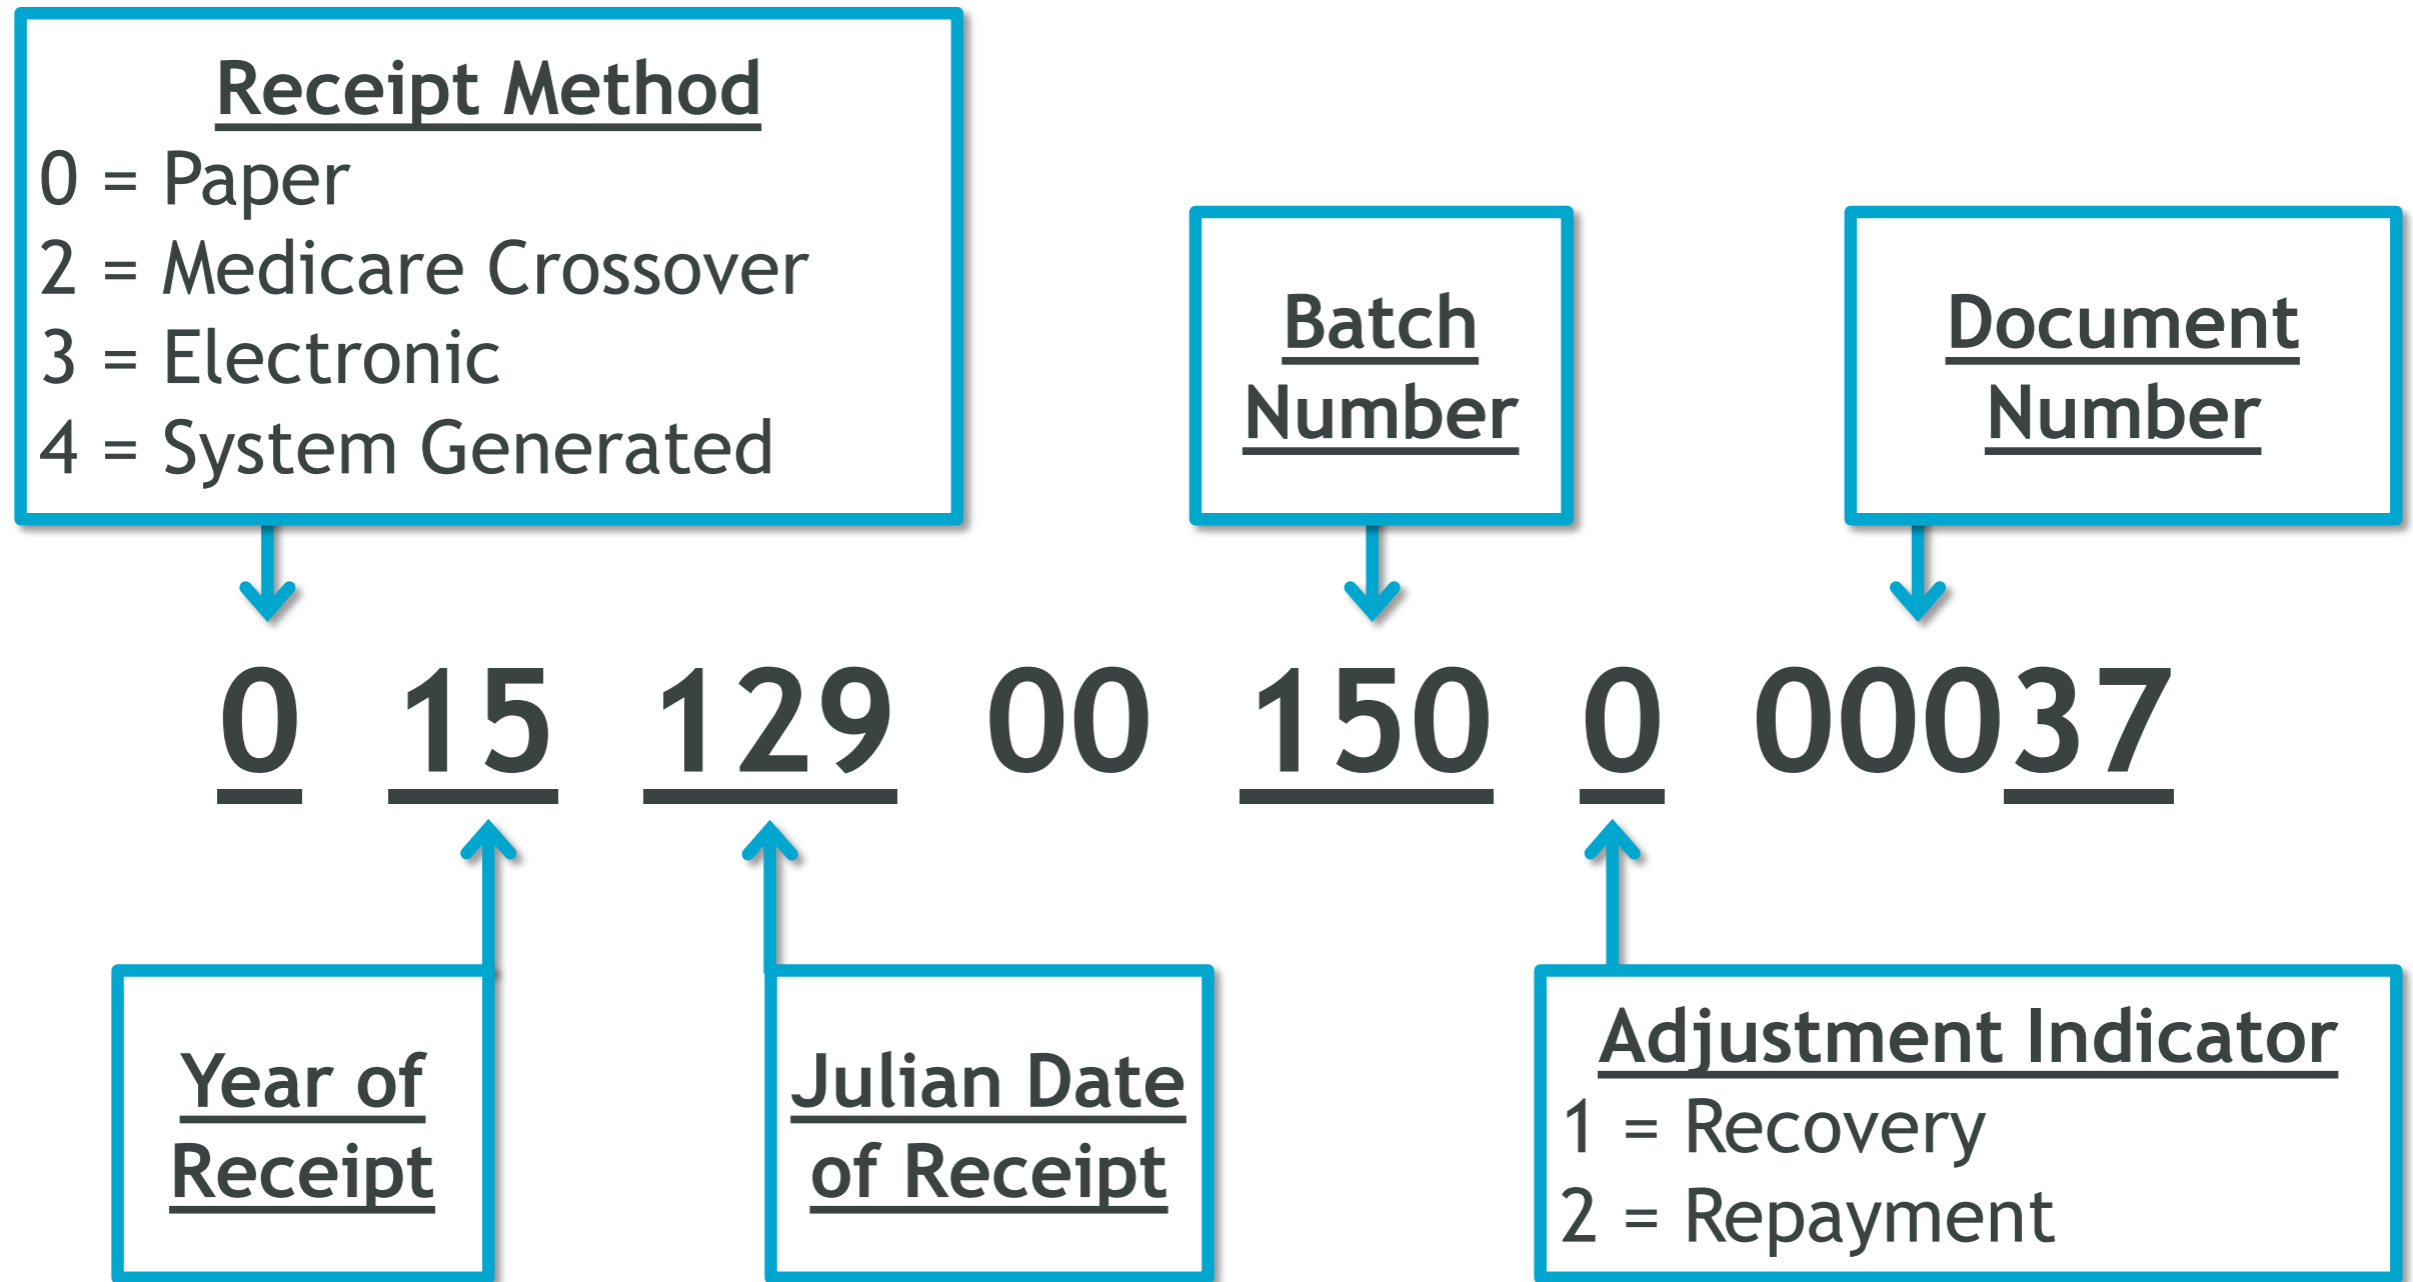 Receipt Method
0 = Paper
2 = Medicare Crossover
3 = Electronic
4 = System Generated
Batch
Number
Document
Number
0 15 129 00 150 0 00037
Year of
Receipt
Julian Date
of Receipt
Adjustment Indicator
1 = Recovery
2 = Repayment